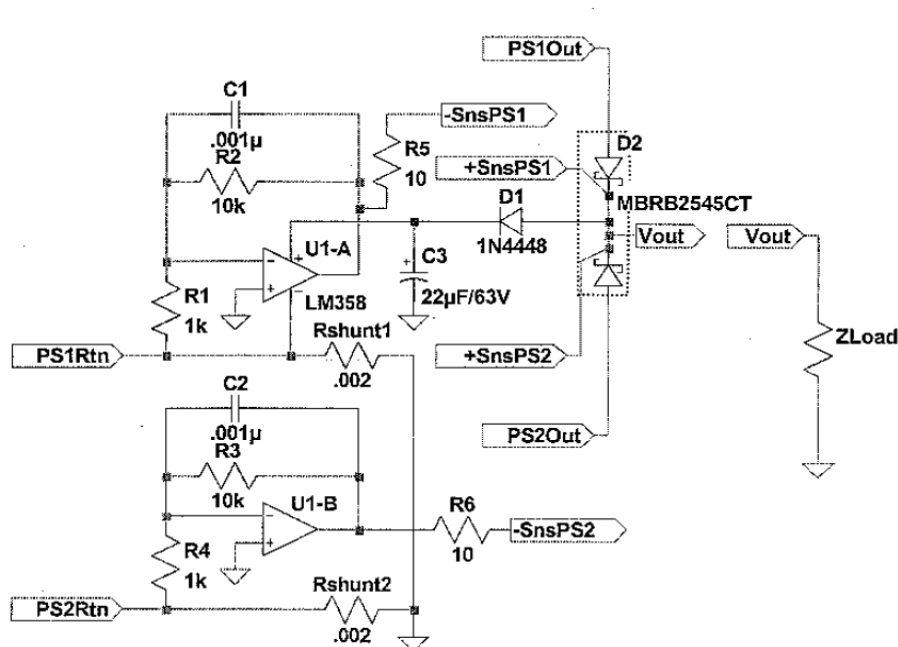 PS1Out
C1
.001µ
-SnsPS1
R2
10k
R5
10
+SnsPS1
D2
MBRB2545CT
D1
1N4448
Vout
Vout
U1-A
LM358
C3
22µF/63V
R1
1k
PS1Rtn
Rshunt1
.002
+SnsPS2
ZLoad
C2
.001µ
R3
10k
PS2Out
U1-B
R6
10
-SnsPS2
R4
1k
Rshunt2
.002
PS2Rtn